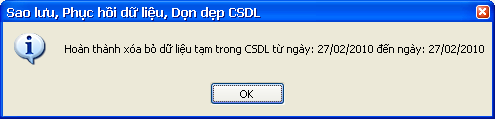 Sao lưu, Phục hồi dữ liệu, Dọn dẹp CSDL
Hoàn thành xóa bỏ dữ liệu tạm trong CSDL từ ngày: 27/02/2010 đến ngày: 27/02/2010
OK